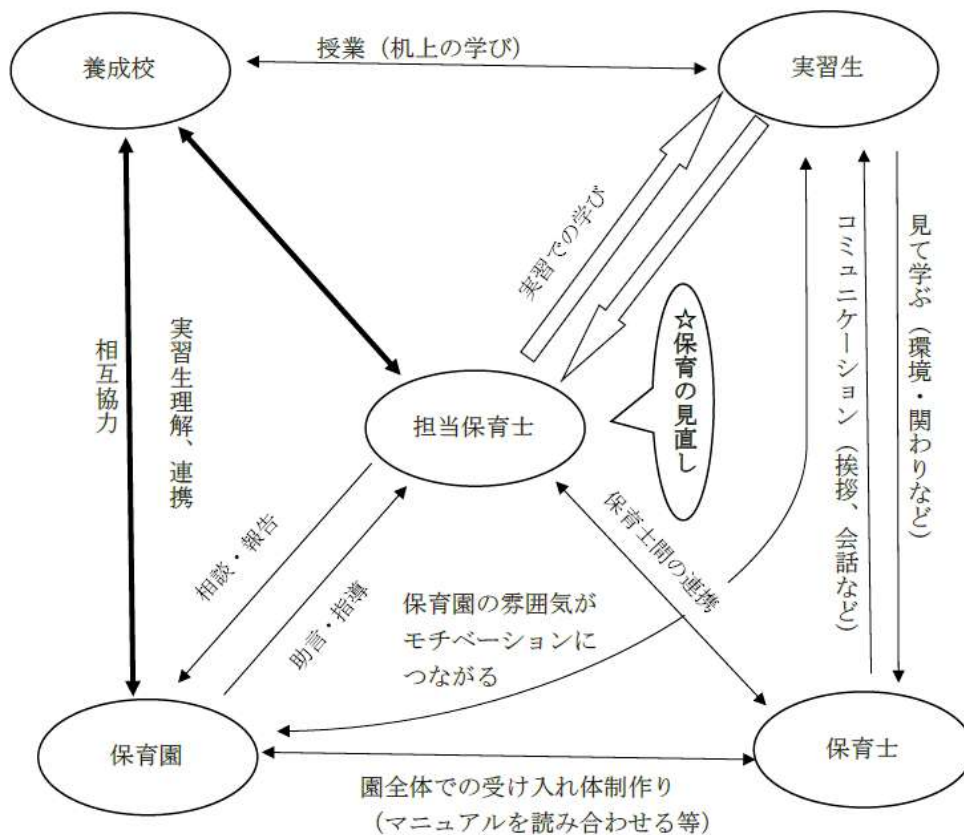 養成校
授業（机上の学び）
実習生
実習での学び
☆保育の見直し
コミュニケーション（挨拶、会話など）
見て学ぶ（環境・関わりなど）
相互協力
実習生理解、連携
担当保育士
相談・報告
助言・指導
保育士間の連携
保育園の雰囲気が
モチベーションに
つながる
保育園
保育士
園全体での受け入れ体制作り
（マニュアルを読み合わせる等）